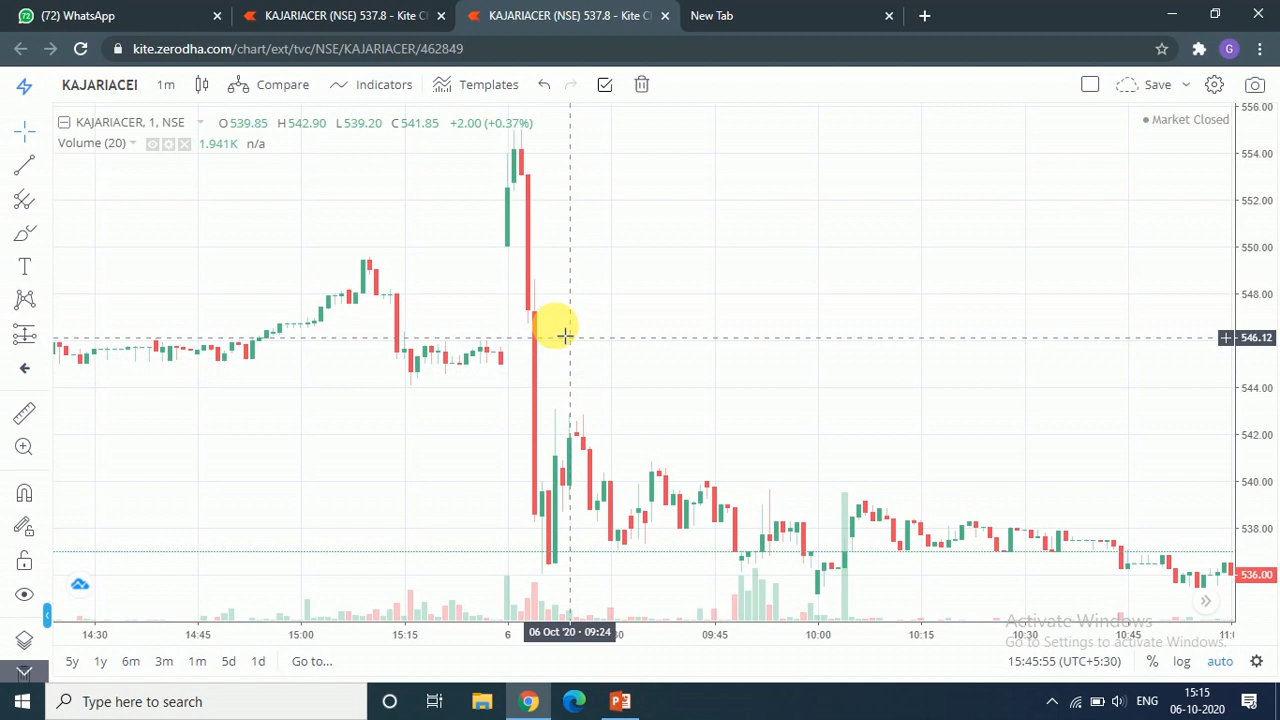 (72) WhatsApp
KAJARIACER (NSE) 537.8 - Kite C
KAJARIACER (NSE) 537.8 - Kite C
New Tab
kite.zerodha.com/chart/ext/tvc/NSE/KAJARIACER/462849
G
KAJARIACEI
1m
Compare
Indicators
Templates
Save
KAJARIACER, 1, NSE
O539.85 H542.90 L539.20 C541.85 +2.00 (+0.37%)
Market Closed
Volume (20)
1.941K n/a
T
556.00
554.00
552.00
550.00
548.00
546.12
544.00
542.00
540.00
538.00
536.00
14:30
14:45
15:00
15:15
6
06 Oct '20 · 09:24
:30
09:45
10:00
10:15
10:30
10:45
Activate Windows
Go to Settings to activate Windows.
5y
1y
6m
3m
1m
5d
1d
Go to...
15:45:55 (UTC+5:30)
%
log
auto
Type here to search
ENG
15:15
06-10-2020